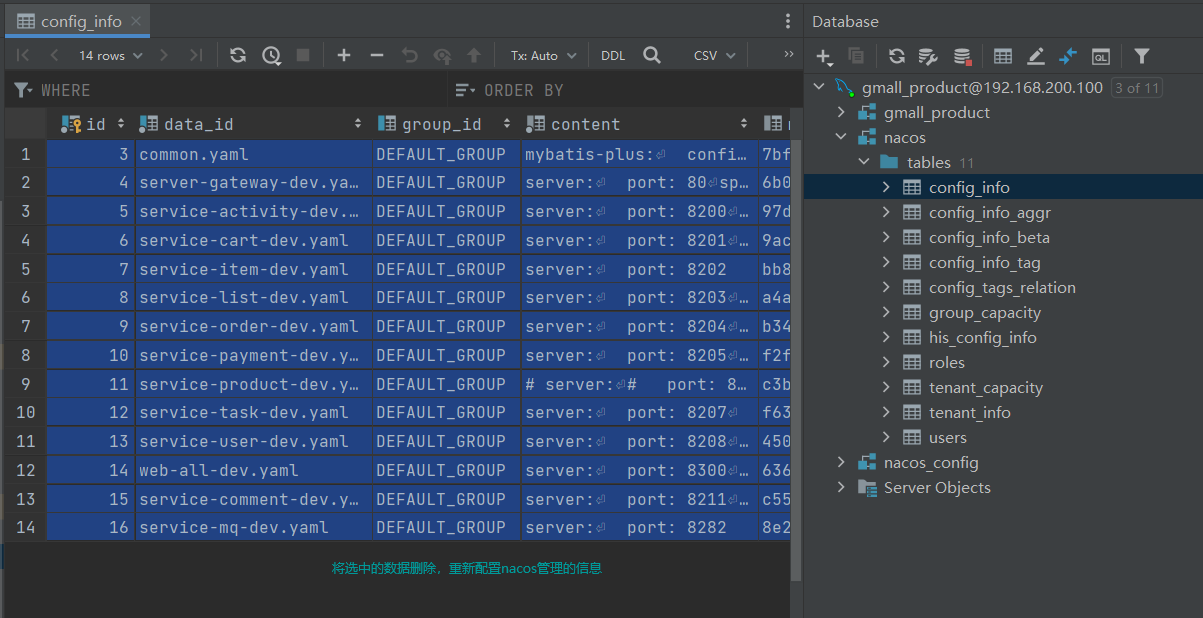 config_info
Database
14 rows
Tx: Auto
DDL
CSV
WHERE
ORDER BY
id data_id group_id content
1 3 common.yaml DEFAULT_GROUP mybatis-plus:⏎ confi… 7bf
2 4 server-gateway-dev.ya… DEFAULT_GROUP server:⏎ port: 80⏎sp… 6b0
3 5 service-activity-dev.… DEFAULT_GROUP server:⏎ port: 8200⏎… 97d
4 6 service-cart-dev.yaml DEFAULT_GROUP server:⏎ port: 8201⏎… 9ac
5 7 service-item-dev.yaml DEFAULT_GROUP server:⏎ port: 8202 bb8
6 8 service-list-dev.yaml DEFAULT_GROUP server:⏎ port: 8203⏎… a4a
7 9 service-order-dev.yaml DEFAULT_GROUP server:⏎ port: 8204⏎… b34
8 10 service-payment-dev.y… DEFAULT_GROUP server:⏎ port: 8205⏎… f2f
9 11 service-product-dev.y… DEFAULT_GROUP # server:⏎# port: 8… c3b
10 12 service-task-dev.yaml DEFAULT_GROUP server:⏎ port: 8207⏎ f63
11 13 service-user-dev.yaml DEFAULT_GROUP server:⏎ port: 8208⏎… 450
12 14 web-all-dev.yaml DEFAULT_GROUP server:⏎ port: 8300⏎… 636
13 15 service-comment-dev.y… DEFAULT_GROUP server:⏎ port: 8211⏎… c55
14 16 service-mq-dev.yaml DEFAULT_GROUP server:⏎ port: 8282 8e2
将选中的数据删除，重新配置nacos管理的信息
gmall_product@192.168.200.100 3 of 11
gmall_product
nacos
tables 11
config_info
config_info_aggr
config_info_beta
config_info_tag
config_tags_relation
group_capacity
his_config_info
roles
tenant_capacity
tenant_info
users
nacos_config
Server Objects